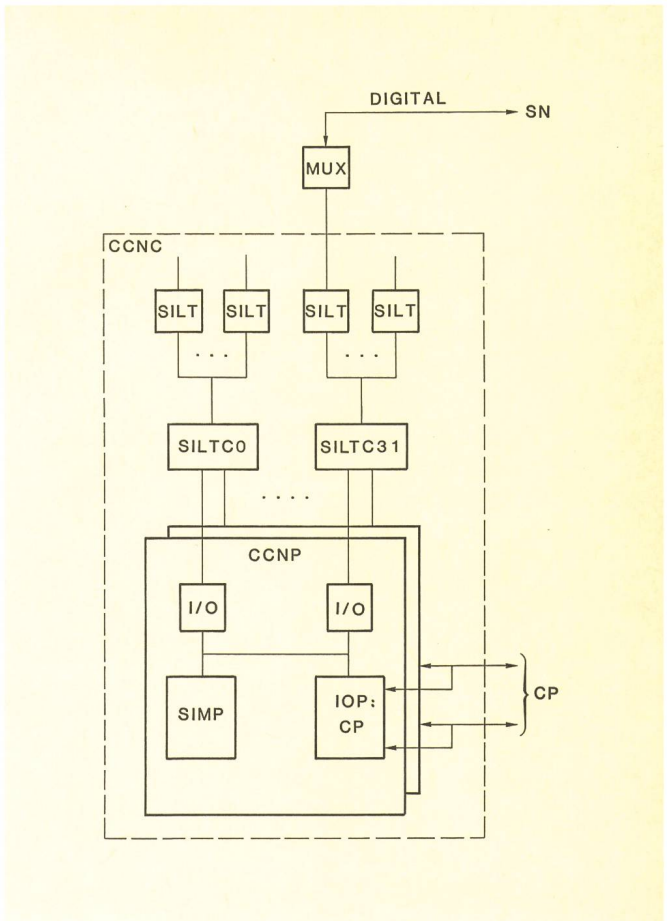 DIGITAL
SN
MUX
CCNC
SILT SILT SILT SILT
. . . . . .
SILTC0 SILTC31
. . . .
CCNP
I/O I/O
SIMP
IOP:
CP
CP